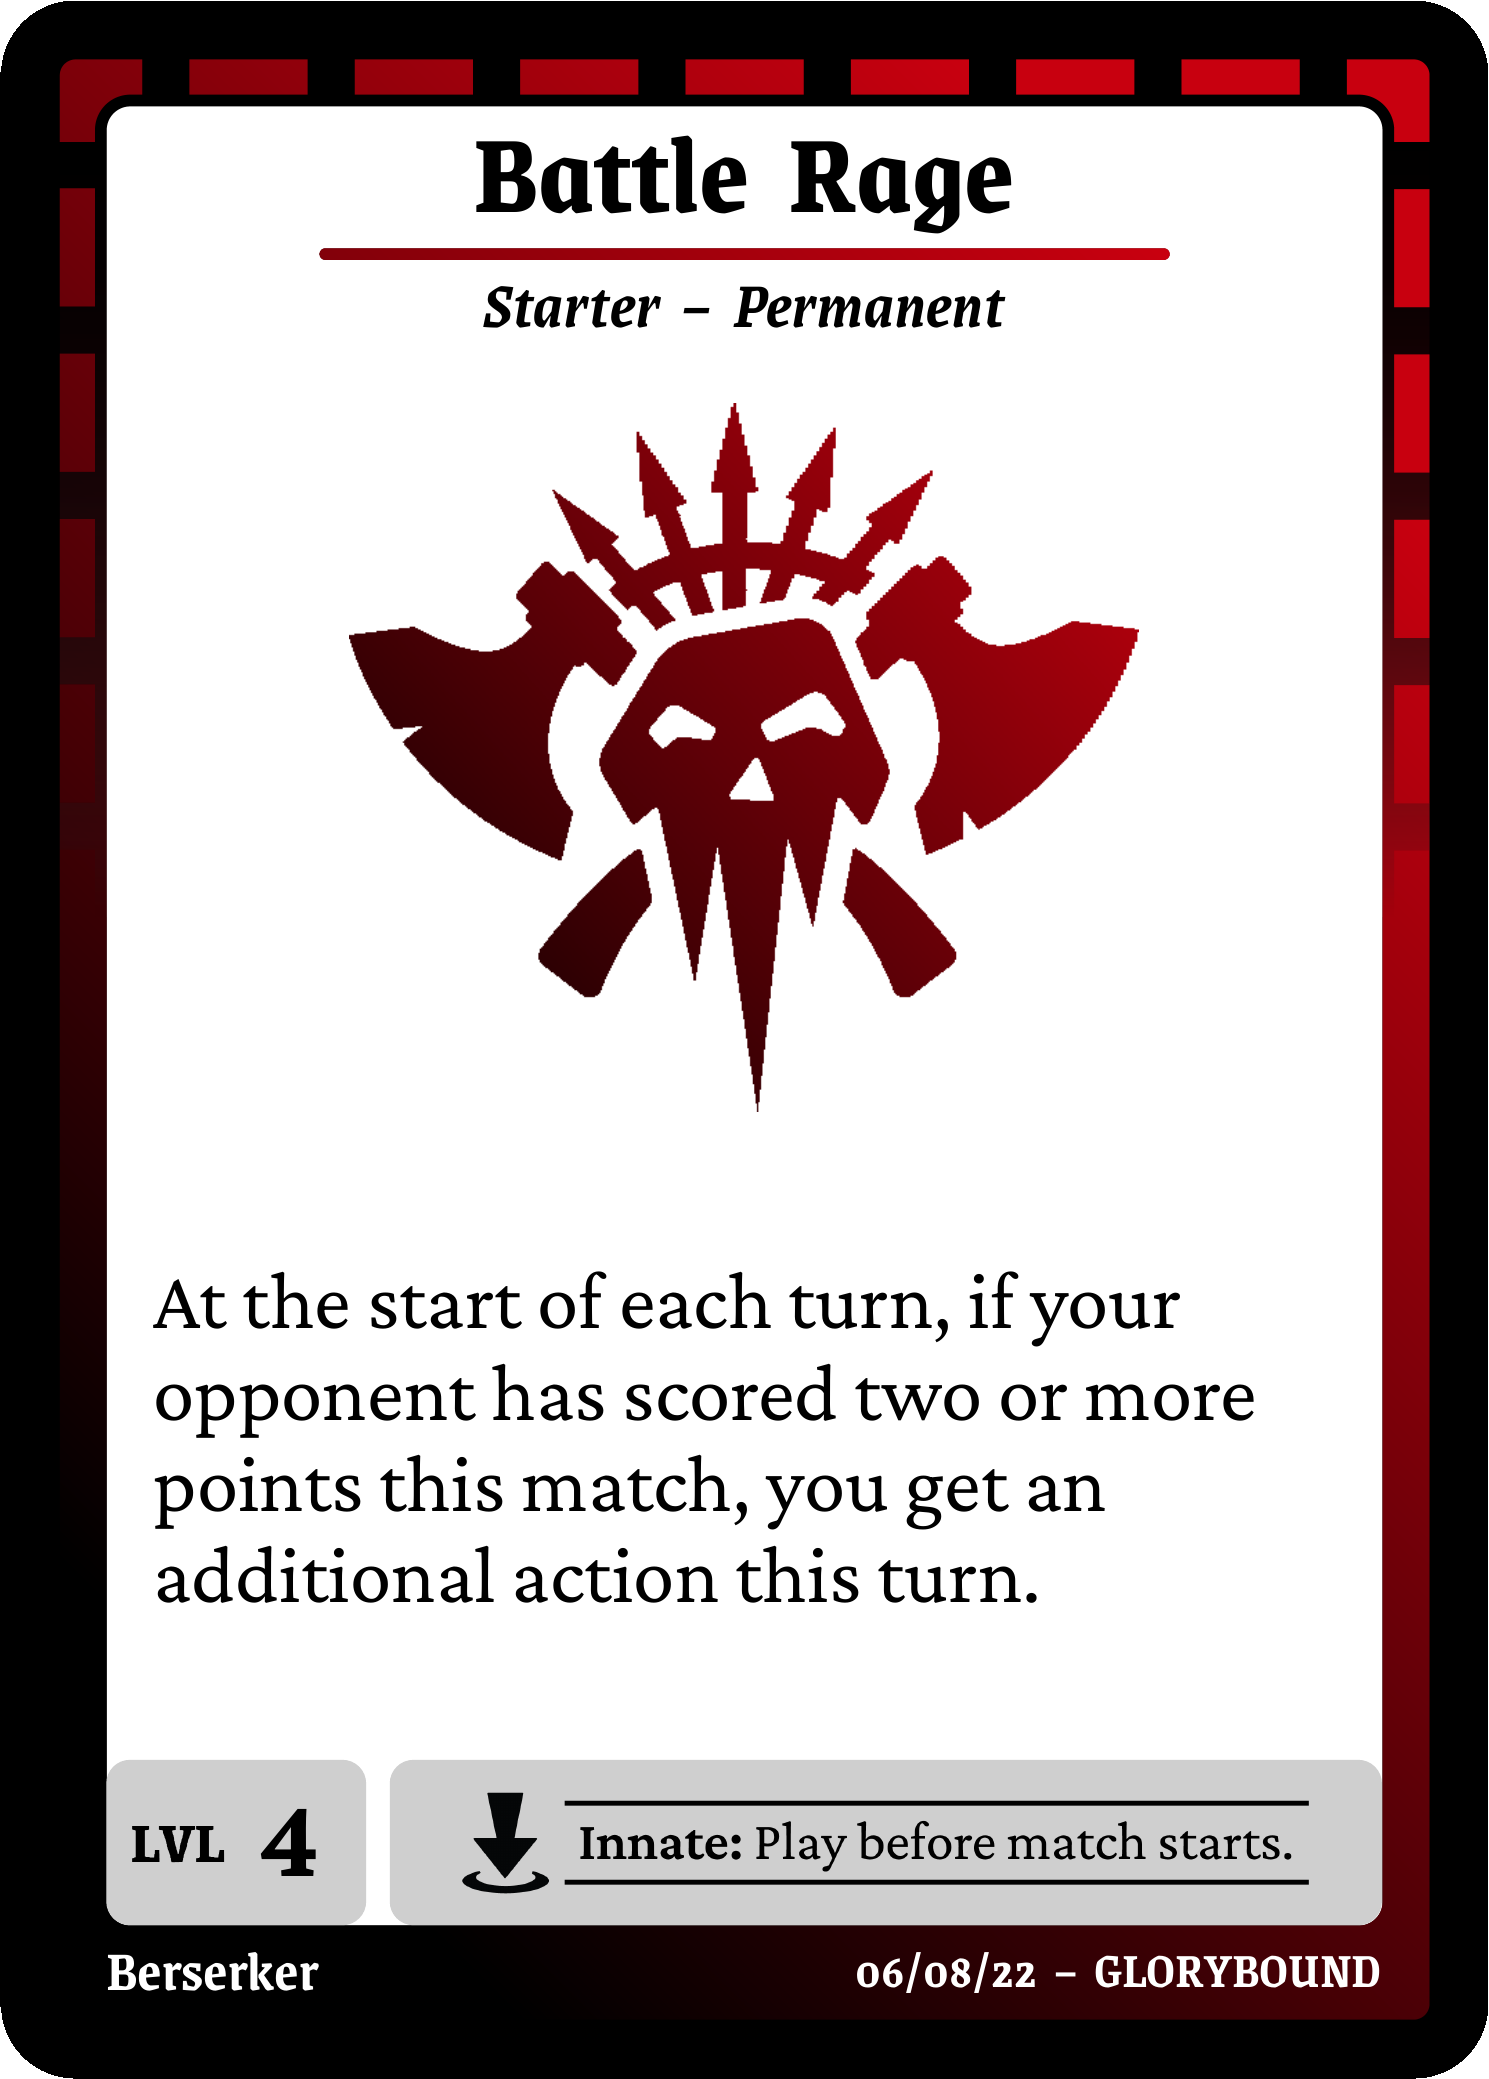 Battle Rage
Starter – Permanent
At the start of each turn, if your
opponent has scored two or more
points this match, you get an
additional action this turn.
LVL 4
Innate: Play before match starts.
Berserker
06/08/22 – GLORYBOUND